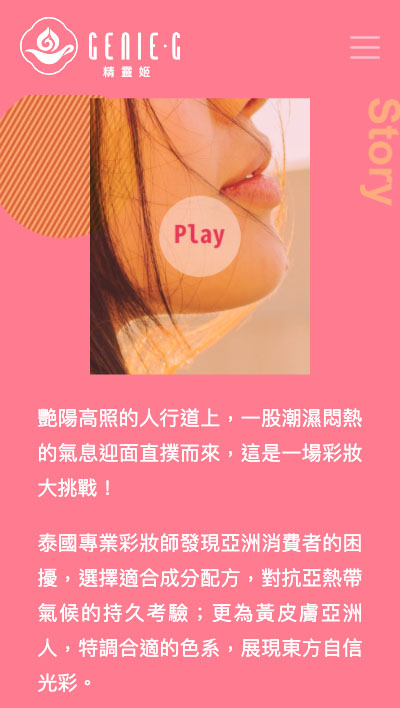 GENIE·G
精靈姬
Story
Play
艷陽高照的人行道上，一股潮濕悶熱
的氣息迎面直撲而來，這是一場彩妝
大挑戰！
泰國專業彩妝師發現亞洲消費者的困
擾，選擇適合成分配方，對抗亞熱帶
氣候的持久考驗；更為黃皮膚亞洲
人，特調合適的色系，展現東方自信
光彩。